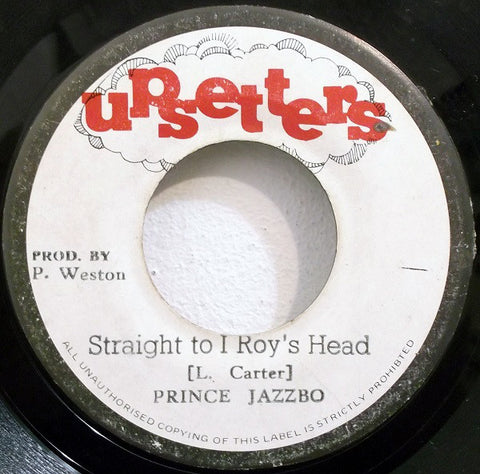 upsetters
PROD. BY
P. Weston
Straight to I Roy's Head
[L. Carter]
PRINCE JAZZBO
ALL UNAUTHORISED COPYING OF THIS LABEL IS STRICTLY PROHIBITED